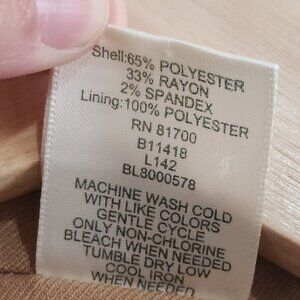 Shell:65% POLYESTER
33% RAYON
2% SPANDEX
Lining:100% POLYESTER
RN 81700
B11418
L142
BL8000578
MACHINE WASH COLD
WITH LIKE COLORS
GENTLE CYCLE
ONLY NON-CHLORINE
BLEACH WHEN NEEDED
TUMBLE DRY LOW
COOL IRON
WHEN NEEDED